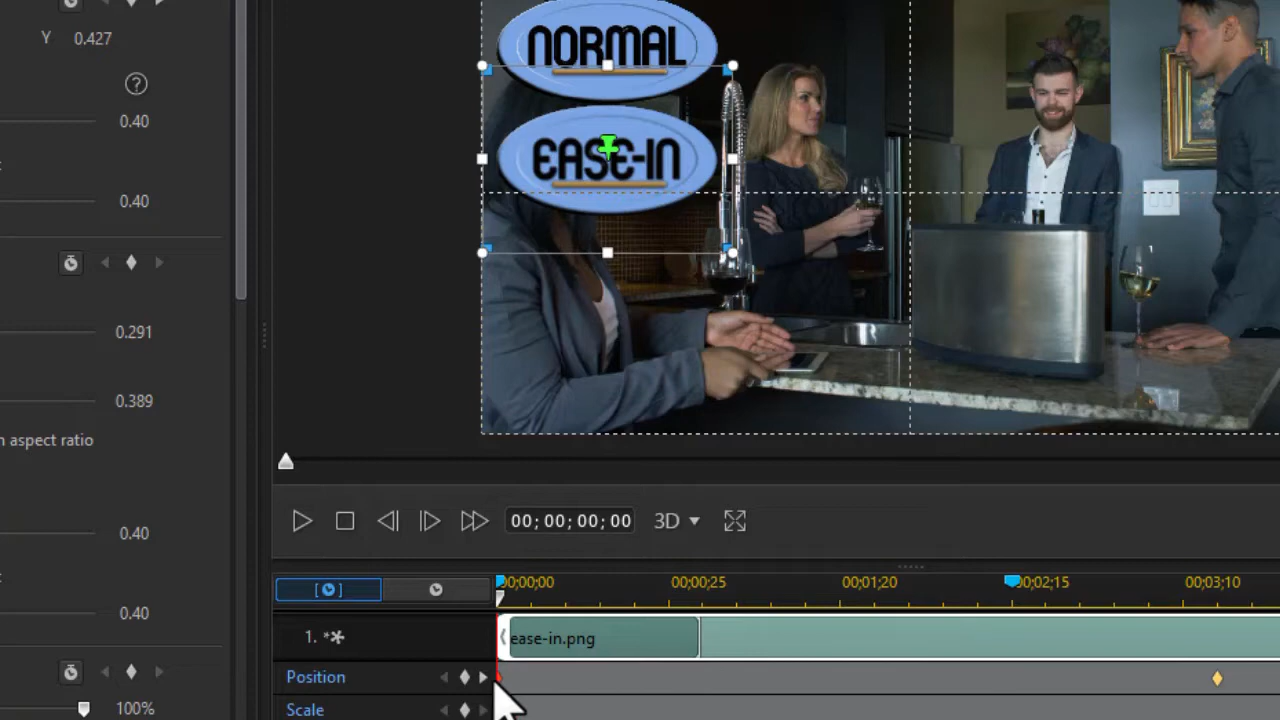 Y 0.427
NORMAL
0.40
EASE-IN
0.40
0.291
0.389
aspect ratio
0.40
00;00;00;00
3D
00;00;00
00;00;25
00;01;20
00;02;15
00;03;10
0.40
1. *
ease-in.png
Position
100%
Scale